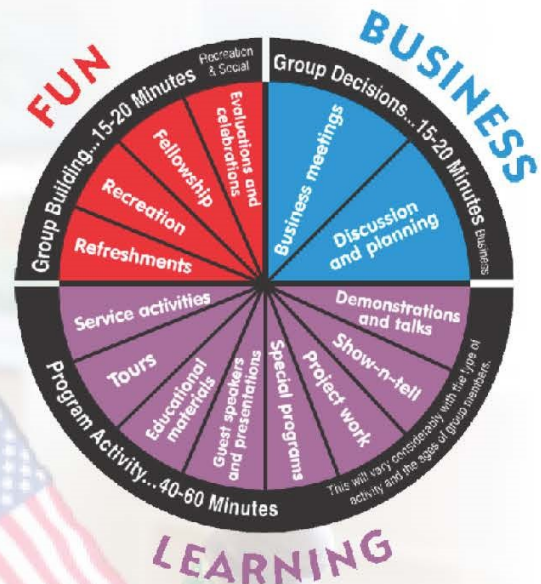 FUN
BUSINESS
Group Building...15-20 Minutes
Recreation
& Social
Group Decisions...15-20 Minutes
Business
Refreshments
Recreation
Fellowship
Evaluations and
celebrations
Business meetings
Discussion
and planning
Service activities
Tours
Educational
materials
Guest speakers
and presentations
Special programs
Project work
Show-n-tell
Demonstrations
and talks
Program Activity...40-60 Minutes
This will vary considerably with the type of
activity and the ages of group members.
LEARNING